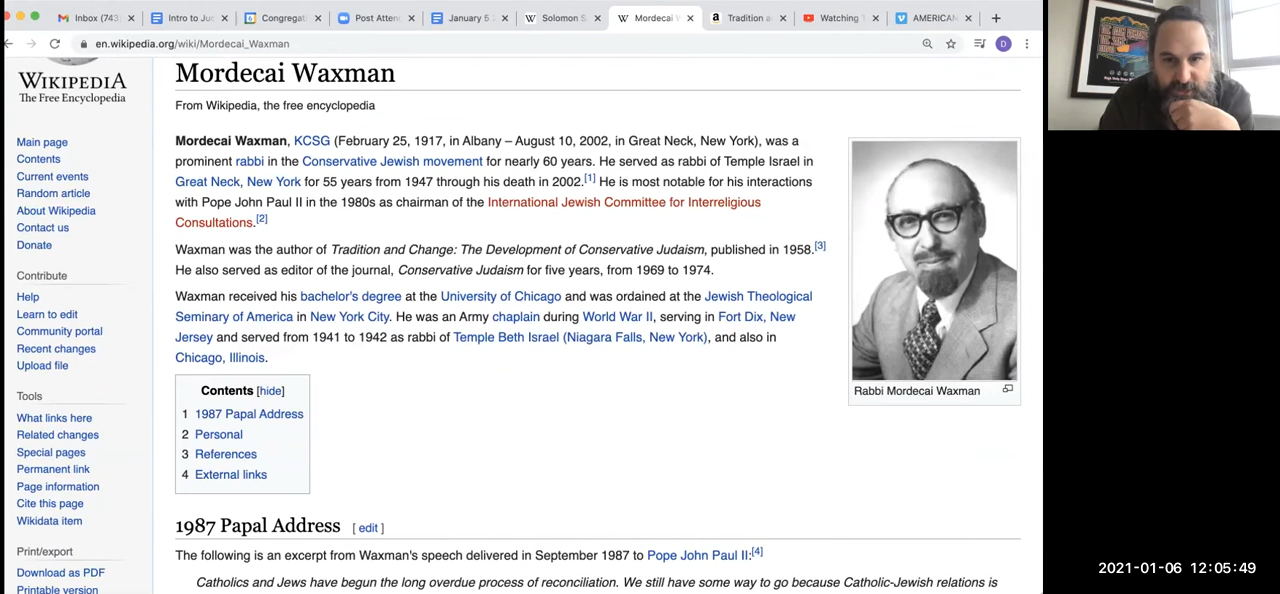 Inbox (743
Intro to Ju
Congregat
Post Atten
January 5 
Solomon S
Mordecai W
Tradition a
Watching T
AMERICAN
en.wikipedia.org/wiki/Mordecai_Waxman
D
WIKIPEDIA
The Free Encyclopedia
Main page
Contents
Current events
Random article
About Wikipedia
Contact us
Donate
Contribute
Help
Learn to edit
Community portal
Recent changes
Upload file
Tools
What links here
Related changes
Special pages
Permanent link
Page information
Cite this page
Wikidata item
Print/export
Download as PDF
Printable version
Mordecai Waxman
From Wikipedia, the free encyclopedia
Mordecai Waxman, KCSG (February 25, 1917, in Albany – August 10, 2002, in Great Neck, New York), was a
prominent rabbi in the Conservative Jewish movement for nearly 60 years. He served as rabbi of Temple Israel in
Great Neck, New York for 55 years from 1947 through his death in 2002.[1] He is most notable for his interactions
with Pope John Paul II in the 1980s as chairman of the International Jewish Committee for Interreligious
Consultations.[2]
Waxman was the author of Tradition and Change: The Development of Conservative Judaism, published in 1958.[3]
He also served as editor of the journal, Conservative Judaism for five years, from 1969 to 1974.
Waxman received his bachelor's degree at the University of Chicago and was ordained at the Jewish Theological
Seminary of America in New York City. He was an Army chaplain during World War II, serving in Fort Dix, New
Jersey and served from 1941 to 1942 as rabbi of Temple Beth Israel (Niagara Falls, New York), and also in
Chicago, Illinois.
Rabbi Mordecai Waxman
Contents [hide]
1 1987 Papal Address
2 Personal
3 References
4 External links
1987 Papal Address [ edit ]
The following is an excerpt from Waxman's speech delivered in September 1987 to Pope John Paul II:[4]
Catholics and Jews have begun the long overdue process of reconciliation. We still have some way to go because Catholic-Jewish relations is
2021-01-06 12:05:49